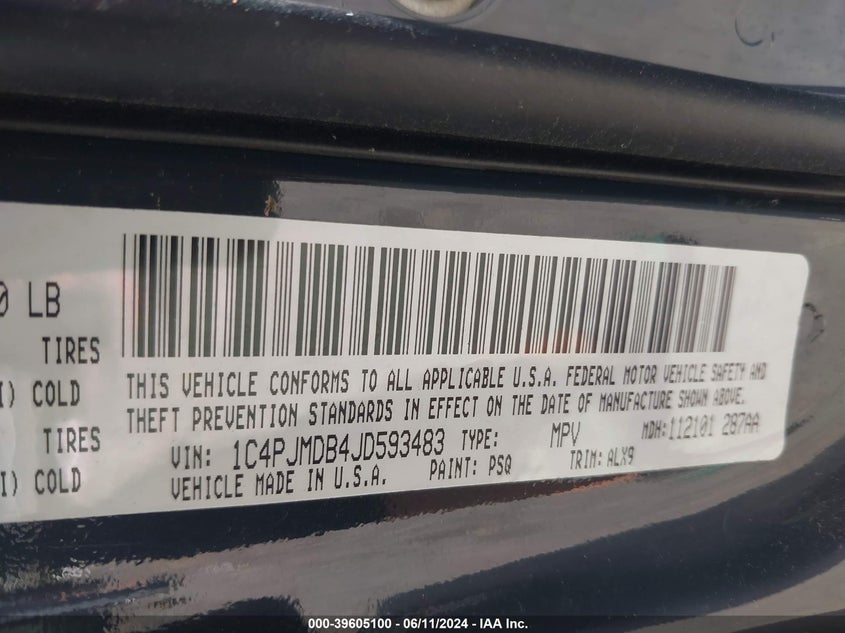 0 LB
TIRES
I) COLD
TIRES
I) COLD
THIS VEHICLE CONFORMS TO ALL APPLICABLE U.S.A. FEDERAL MOTOR VEHICLE SAFETY AND
THEFT PREVENTION STANDARDS IN EFFECT ON THE DATE OF MANUFACTURE SHOWN ABOVE.
VIN: 1C4PJMDB4JD593483 TYPE: MPV MDH: 112101 287AA
VEHICLE MADE IN U.S.A. PAINT: PSQ TRIM: ALX9
000-39605100 - 06/11/2024 - IAA Inc.